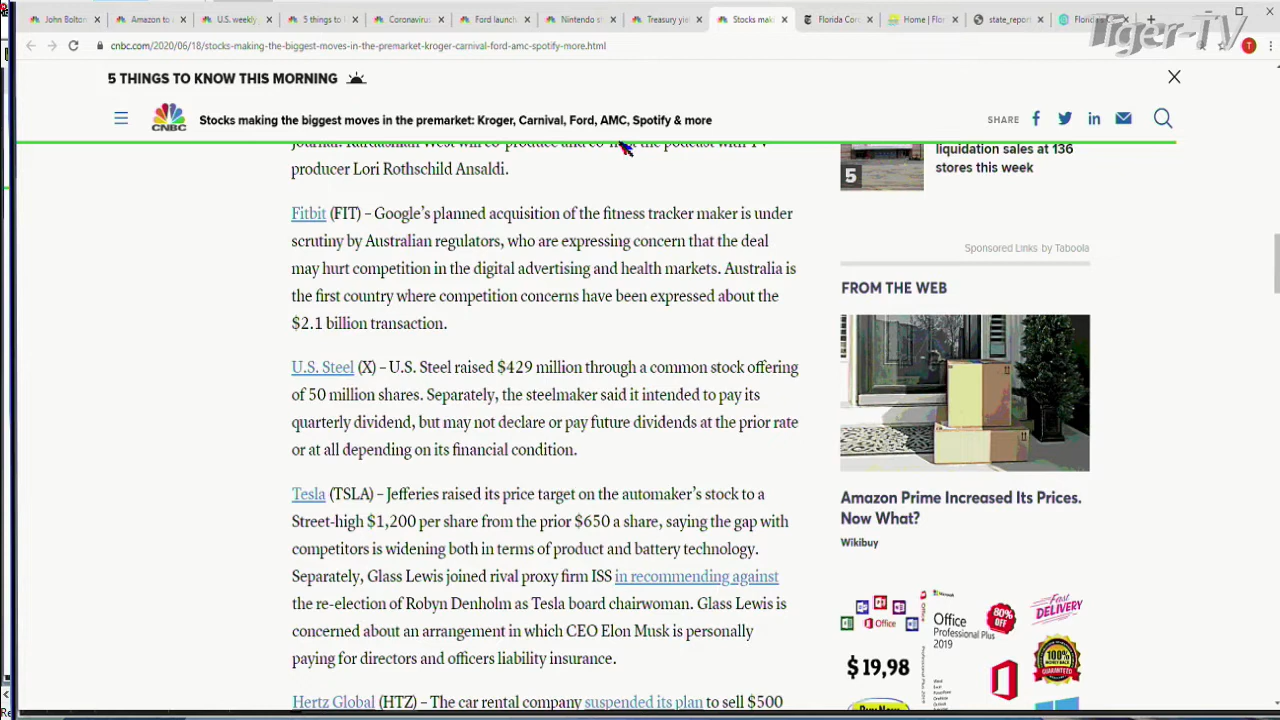 John Bolton
Amazon to
U.S. weekly
5 things to
Coronavirus
Ford launch
Nintendo s
Treasury yi
Stocks mak
Florida Cor
Home | Flo
state_report
Florida
Tiger-TV
cnbc.com/2020/06/18/stocks-making-the-biggest-moves-in-the-premarket-kroger-carnival-ford-amc-spotify-more.html
T
5 THINGS TO KNOW THIS MORNING
CNBC
Stocks making the biggest moves in the premarket: Kroger, Carnival, Ford, AMC, Spotify & more
SHARE
Journal. Kardashian West will co-produce and co-host the podcast with TV
producer Lori Rothschild Ansaldi.
Fitbit (FIT) – Google's planned acquisition of the fitness tracker maker is under
scrutiny by Australian regulators, who are expressing concern that the deal
may hurt competition in the digital advertising and health markets. Australia is
the first country where competition concerns have been expressed about the
$2.1 billion transaction.
U.S. Steel (X) – U.S. Steel raised $429 million through a common stock offering
of 50 million shares. Separately, the steelmaker said it intended to pay its
quarterly dividend, but may not declare or pay future dividends at the prior rate
or at all depending on its financial condition.
Tesla (TSLA) – Jefferies raised its price target on the automaker's stock to a
Street-high $1,200 per share from the prior $650 a share, saying the gap with
competitors is widening both in terms of product and battery technology.
Separately, Glass Lewis joined rival proxy firm ISS in recommending against
the re-election of Robyn Denholm as Tesla board chairwoman. Glass Lewis is
concerned about an arrangement in which CEO Elon Musk is personally
paying for directors and officers liability insurance.
Hertz Global (H – The car rental company suspended its plan to sell $500
5
liquidation sales at 136
stores this week
Sponsored Links by Taboola
FROM THE WEB
Amazon Prime Increased Its Prices.
Now What?
Wikibuy
Office
$19,98
Buy Now
Microsoft
Office
Professional Plus
2019
80%
OFF
Fast
DELIVERY
100%
MONEY BACK
GUARANTEED